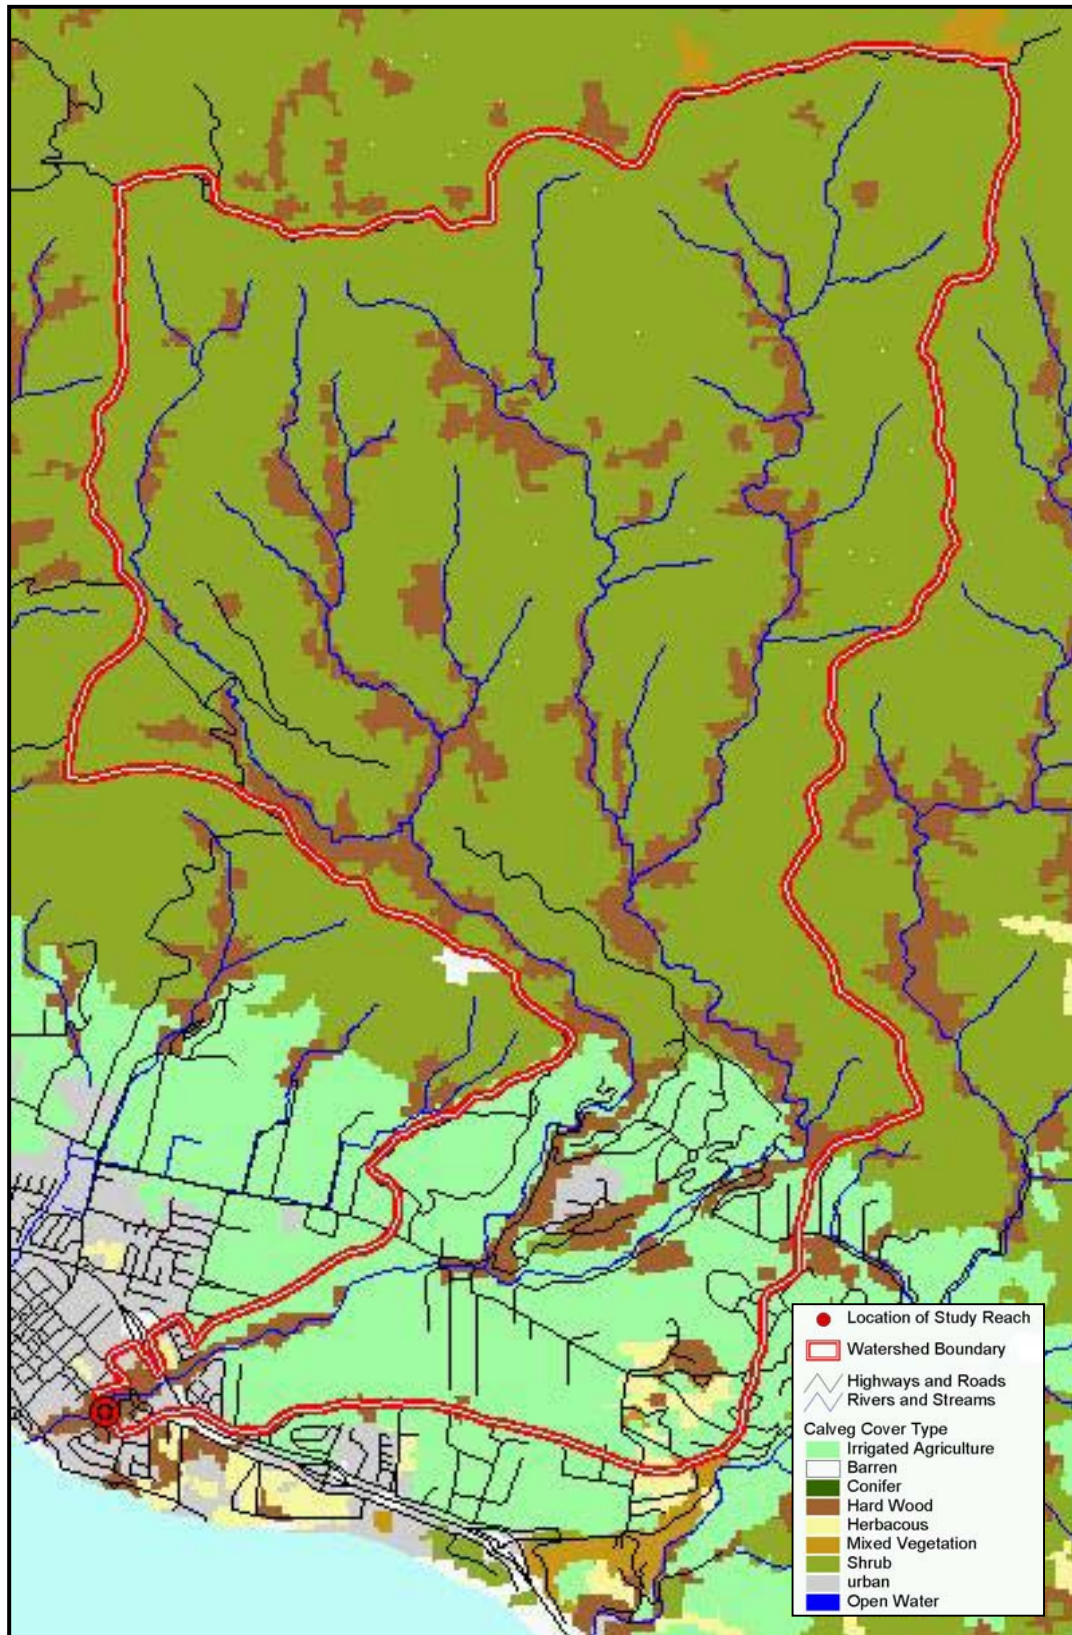 Location of Study Reach
Watershed Boundary
Highways and Roads
Rivers and Streams
Calveg Cover Type
Irrigated Agriculture
Barren
Conifer
Hard Wood
Herbacous
Mixed Vegetation
Shrub
urban
Open Water